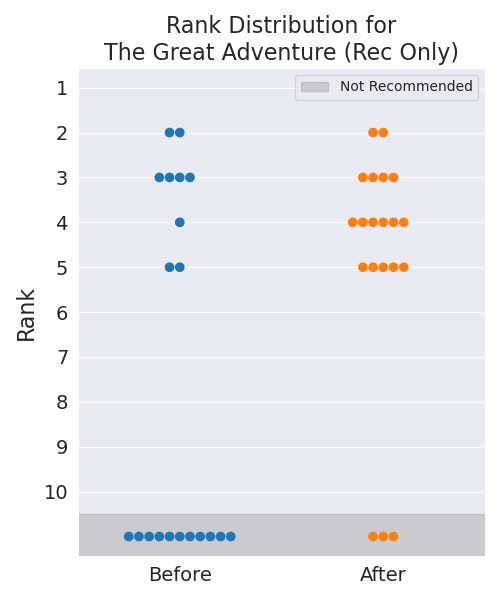 Rank Distribution for
The Great Adventure (Rec Only)
Not Recommended
Rank
1
2
3
4
5
6
7
8
9
10
Before
After